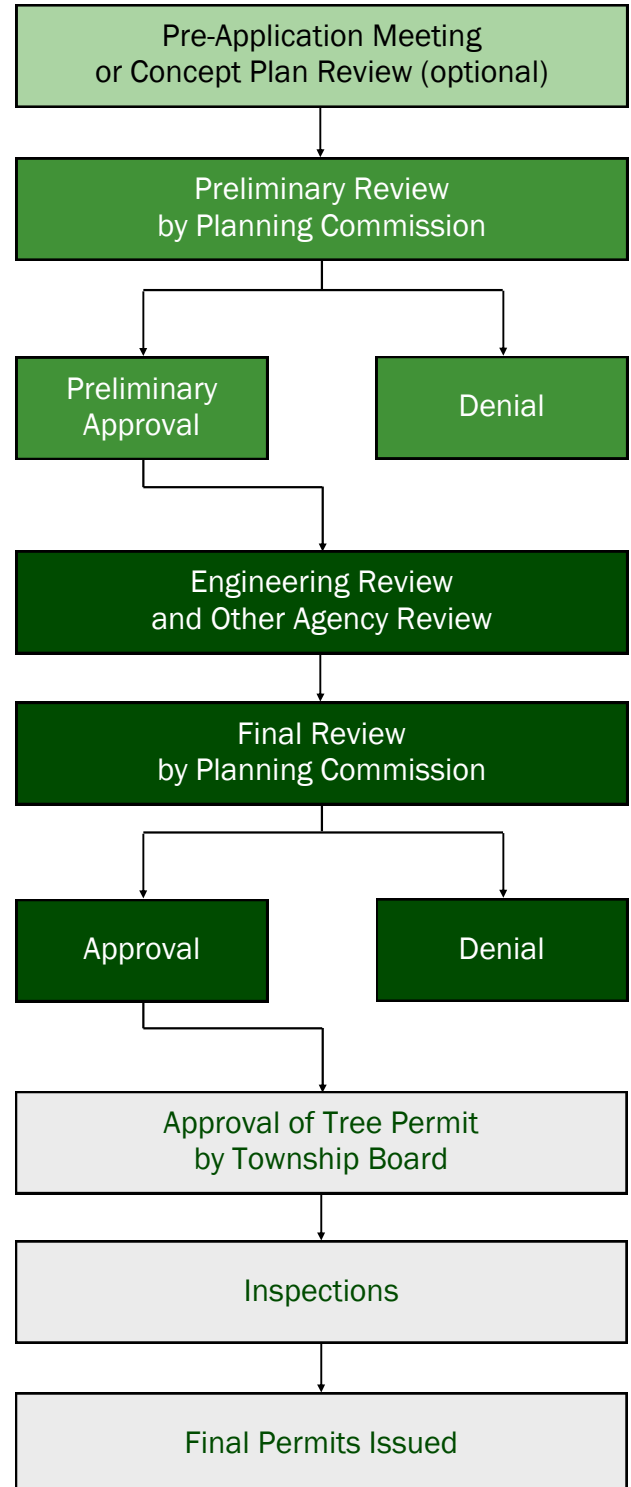 Pre-Application Meeting
or Concept Plan Review (optional)
Preliminary Review
by Planning Commission
Preliminary
Approval
Denial
Engineering Review
and Other Agency Review
Final Review
by Planning Commission
Approval
Denial
Approval of Tree Permit
by Township Board
Inspections
Final Permits Issued